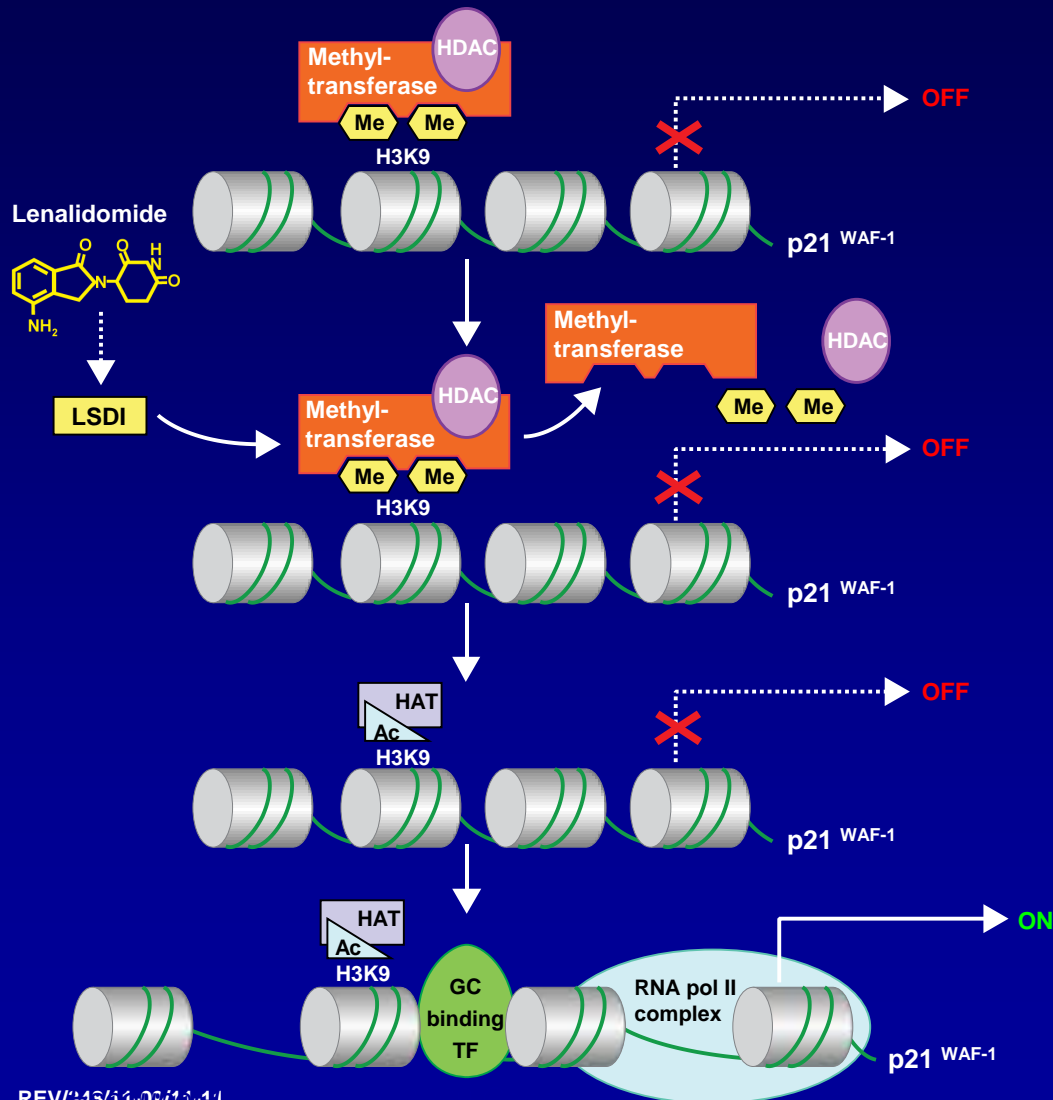 HDAC
Methyl-
transferase
Me Me
H3K9
OFF
p21 WAF-1
Lenalidomide
O
O
H
N
N
O
NH2
LSDI
Methyl-
transferase
HDAC
Me Me
HDAC
Methyl-
transferase
Me Me
H3K9
OFF
p21 WAF-1
HAT
Ac
H3K9
OFF
p21 WAF-1
HAT
Ac
H3K9
GC
binding
TF
RNA pol II
complex
ON
p21 WAF-1